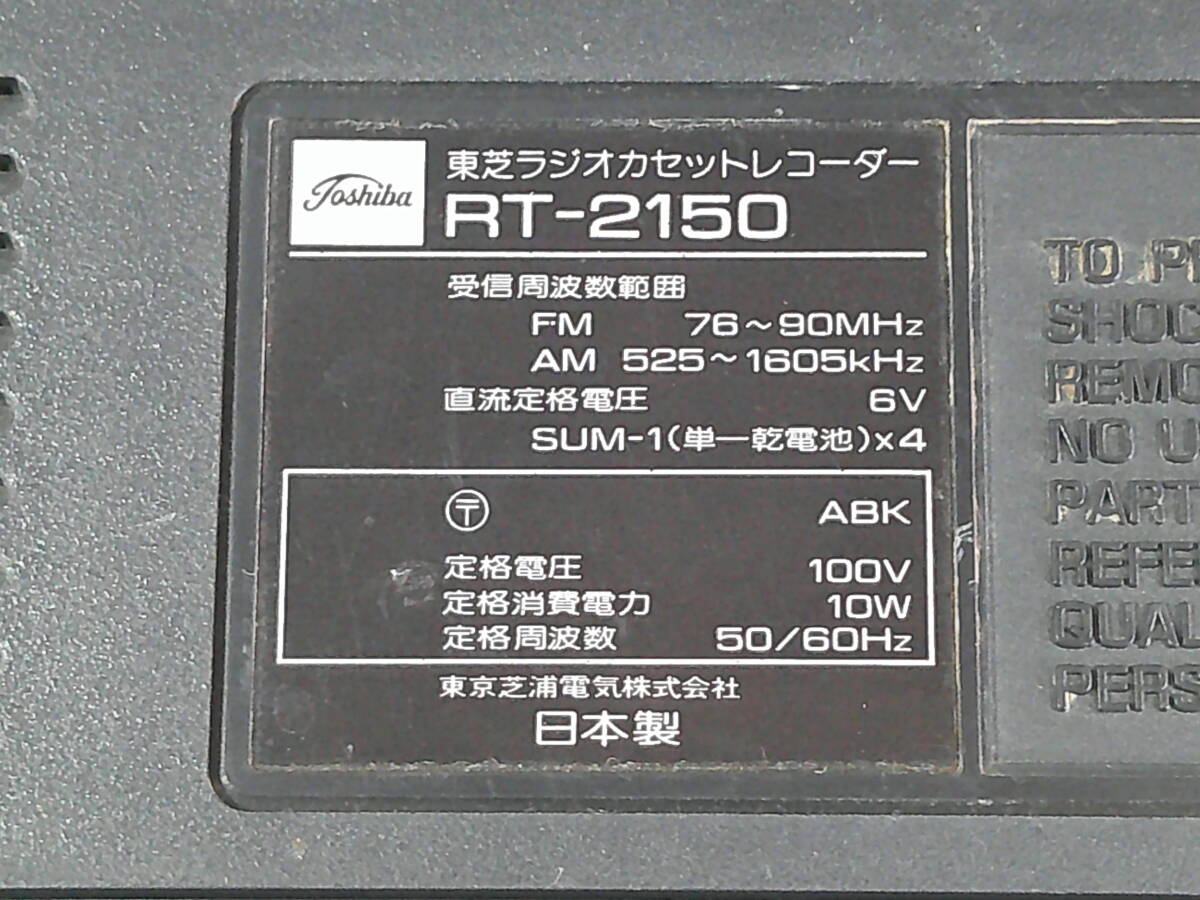 Toshiba
東芝ラジオカセットレコーダー
RT-2150
受信周波数範囲
FM 76～90MHz
AM 525～1605kHz
直流定格電圧 6V
SUM-1(単一乾電池)×4
〶 ABK
定格電圧 100V
定格消費電力 10W
定格周波数 50/60Hz
東京芝浦電気株式会社
日本製
TO
NO